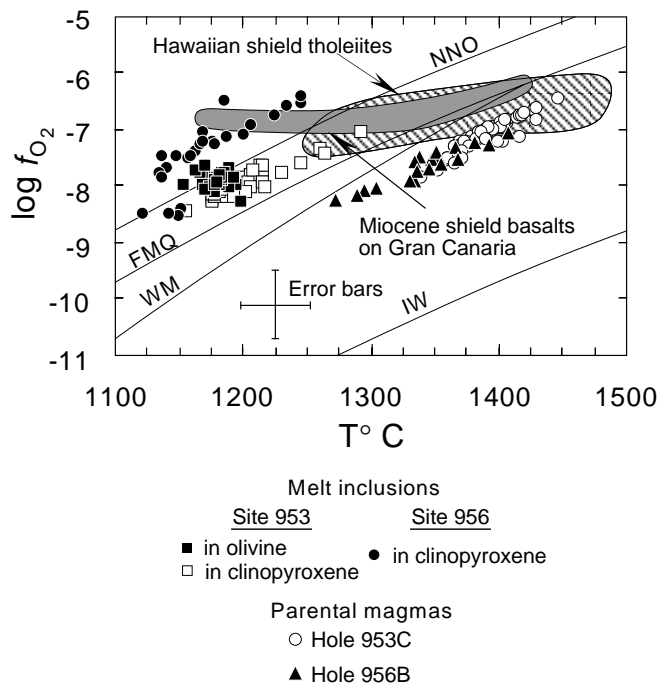 -5
-6
-7
-8
-9
-10
-11
log fO2
Hawaiian shield tholeiites
NNO
Miocene shield basalts
on Gran Canaria
FMQ
WM
Error bars
IW
1100 1200 1300 1400 1500
T° C
Melt inclusions
Site 953 Site 956
in olivine
in clinopyroxene
in clinopyroxene
Parental magmas
Hole 953C
Hole 956B